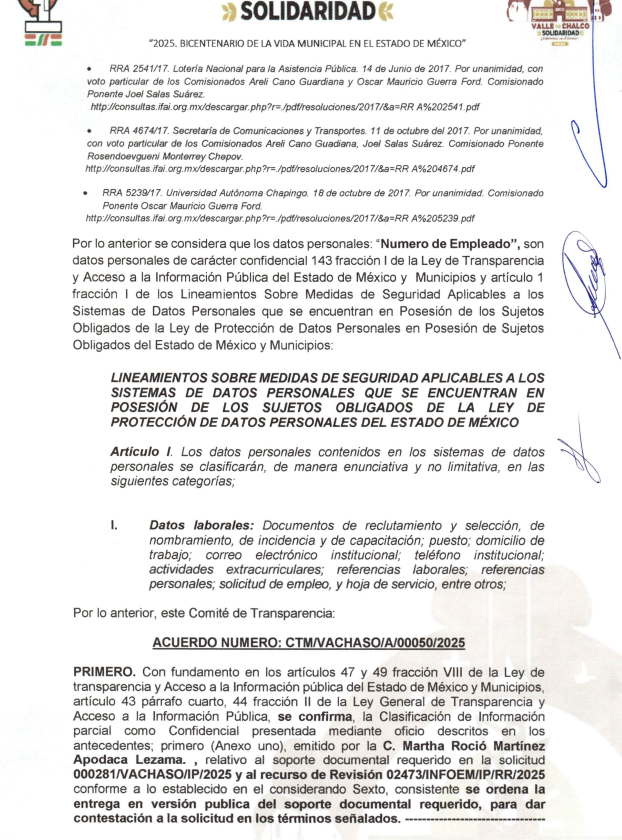 SOLIDARIDAD
VALLE DE CHALCO
SOLIDARIDAD
"2025. BICENTENARIO DE LA VIDA MUNICIPAL EN EL ESTADO DE MÉXICO"
• RRA 2541/17. Lotería Nacional para la Asistencia Pública. 14 de Junio de 2017. Por unanimidad, con
voto particular de los Comisionados Areli Cano Guardiana y Oscar Mauricio Guerra Ford. Comisionado
Ponente Joel Salas Suárez.
http://consultas.ifai.org.mx/descargar.php?r=./pdf/resoluciones/2017/&a=RR A%202541.pdf
• RRA 4674/17. Secretaría de Comunicaciones y Transportes. 11 de octubre del 2017. Por unanimidad,
con voto particular de los Comisionados Areli Cano Guadiana, Joel Salas Suárez. Comisionado Ponente
Rosendoevgueni Monterrey Chepov.
http://consultas.ifai.org.mx/descargar.php?r=./pdf/resoluciones/2017/&a=RR A%204674.pdf
• RRA 5239/17. Universidad Autónoma Chapingo. 18 de octubre de 2017. Por unanimidad. Comisionado
Ponente Oscar Mauricio Guerra Ford.
http://consultas.ifai.org.mx/descargar.php?r=./pdf/resoluciones/2017/&a=RR A%205239.pdf
Por lo anterior se considera que los datos personales: "Numero de Empleado", son
datos personales de carácter confidencial 143 fracción I de la Ley de Transparencia
y Acceso a la Información Pública del Estado de México y Municipios y artículo 1
fracción I de los Lineamientos Sobre Medidas de Seguridad Aplicables a los
Sistemas de Datos Personales que se encuentran en Posesión de los Sujetos
Obligados de la Ley de Protección de Datos Personales en Posesión de Sujetos
Obligados del Estado de México y Municipios:
LINEAMIENTOS SOBRE MEDIDAS DE SEGURIDAD APLICABLES A LOS
SISTEMAS DE DATOS PERSONALES QUE SE ENCUENTRAN EN
POSESIÓN DE LOS SUJETOS OBLIGADOS DE LA LEY DE
PROTECCIÓN DE DATOS PERSONALES DEL ESTADO DE MÉXICO
Artículo I. Los datos personales contenidos en los sistemas de datos
personales se clasificarán, de manera enunciativa y no limitativa, en las
siguientes categorías;
I. Datos laborales: Documentos de reclutamiento y selección, de
nombramiento, de incidencia y de capacitación; puesto; domicilio de
trabajo; correo electrónico institucional; teléfono institucional;
actividades extracurriculares; referencias laborales; referencias
personales; solicitud de empleo, y hoja de servicio, entre otros;
Por lo anterior, este Comité de Transparencia:
ACUERDO NUMERO: CTM/VACHASO/A/00050/2025
PRIMERO. Con fundamento en los artículos 47 y 49 fracción VIII de la Ley de
transparencia y Acceso a la Información pública del Estado de México y Municipios,
artículo 43 párrafo cuarto, 44 fracción II de la Ley General de Transparencia y
Acceso a la Información Pública, se confirma, la Clasificación de Información
parcial como Confidencial presentada mediante oficio descritos en los
antecedentes; primero (Anexo uno), emitido por la C. Martha Roció Martínez
Apodaca Lezama. , relativo al soporte documental requerido en la solicitud
000281/VACHASO/IP/2025 y al recurso de Revisión 02473/INFOEM/IP/RR/2025
conforme a lo establecido en el considerando Sexto, consistente se ordena la
entrega en versión publica del soporte documental requerido, para dar
contestación a la solicitud en los términos señalados. --------------------------------